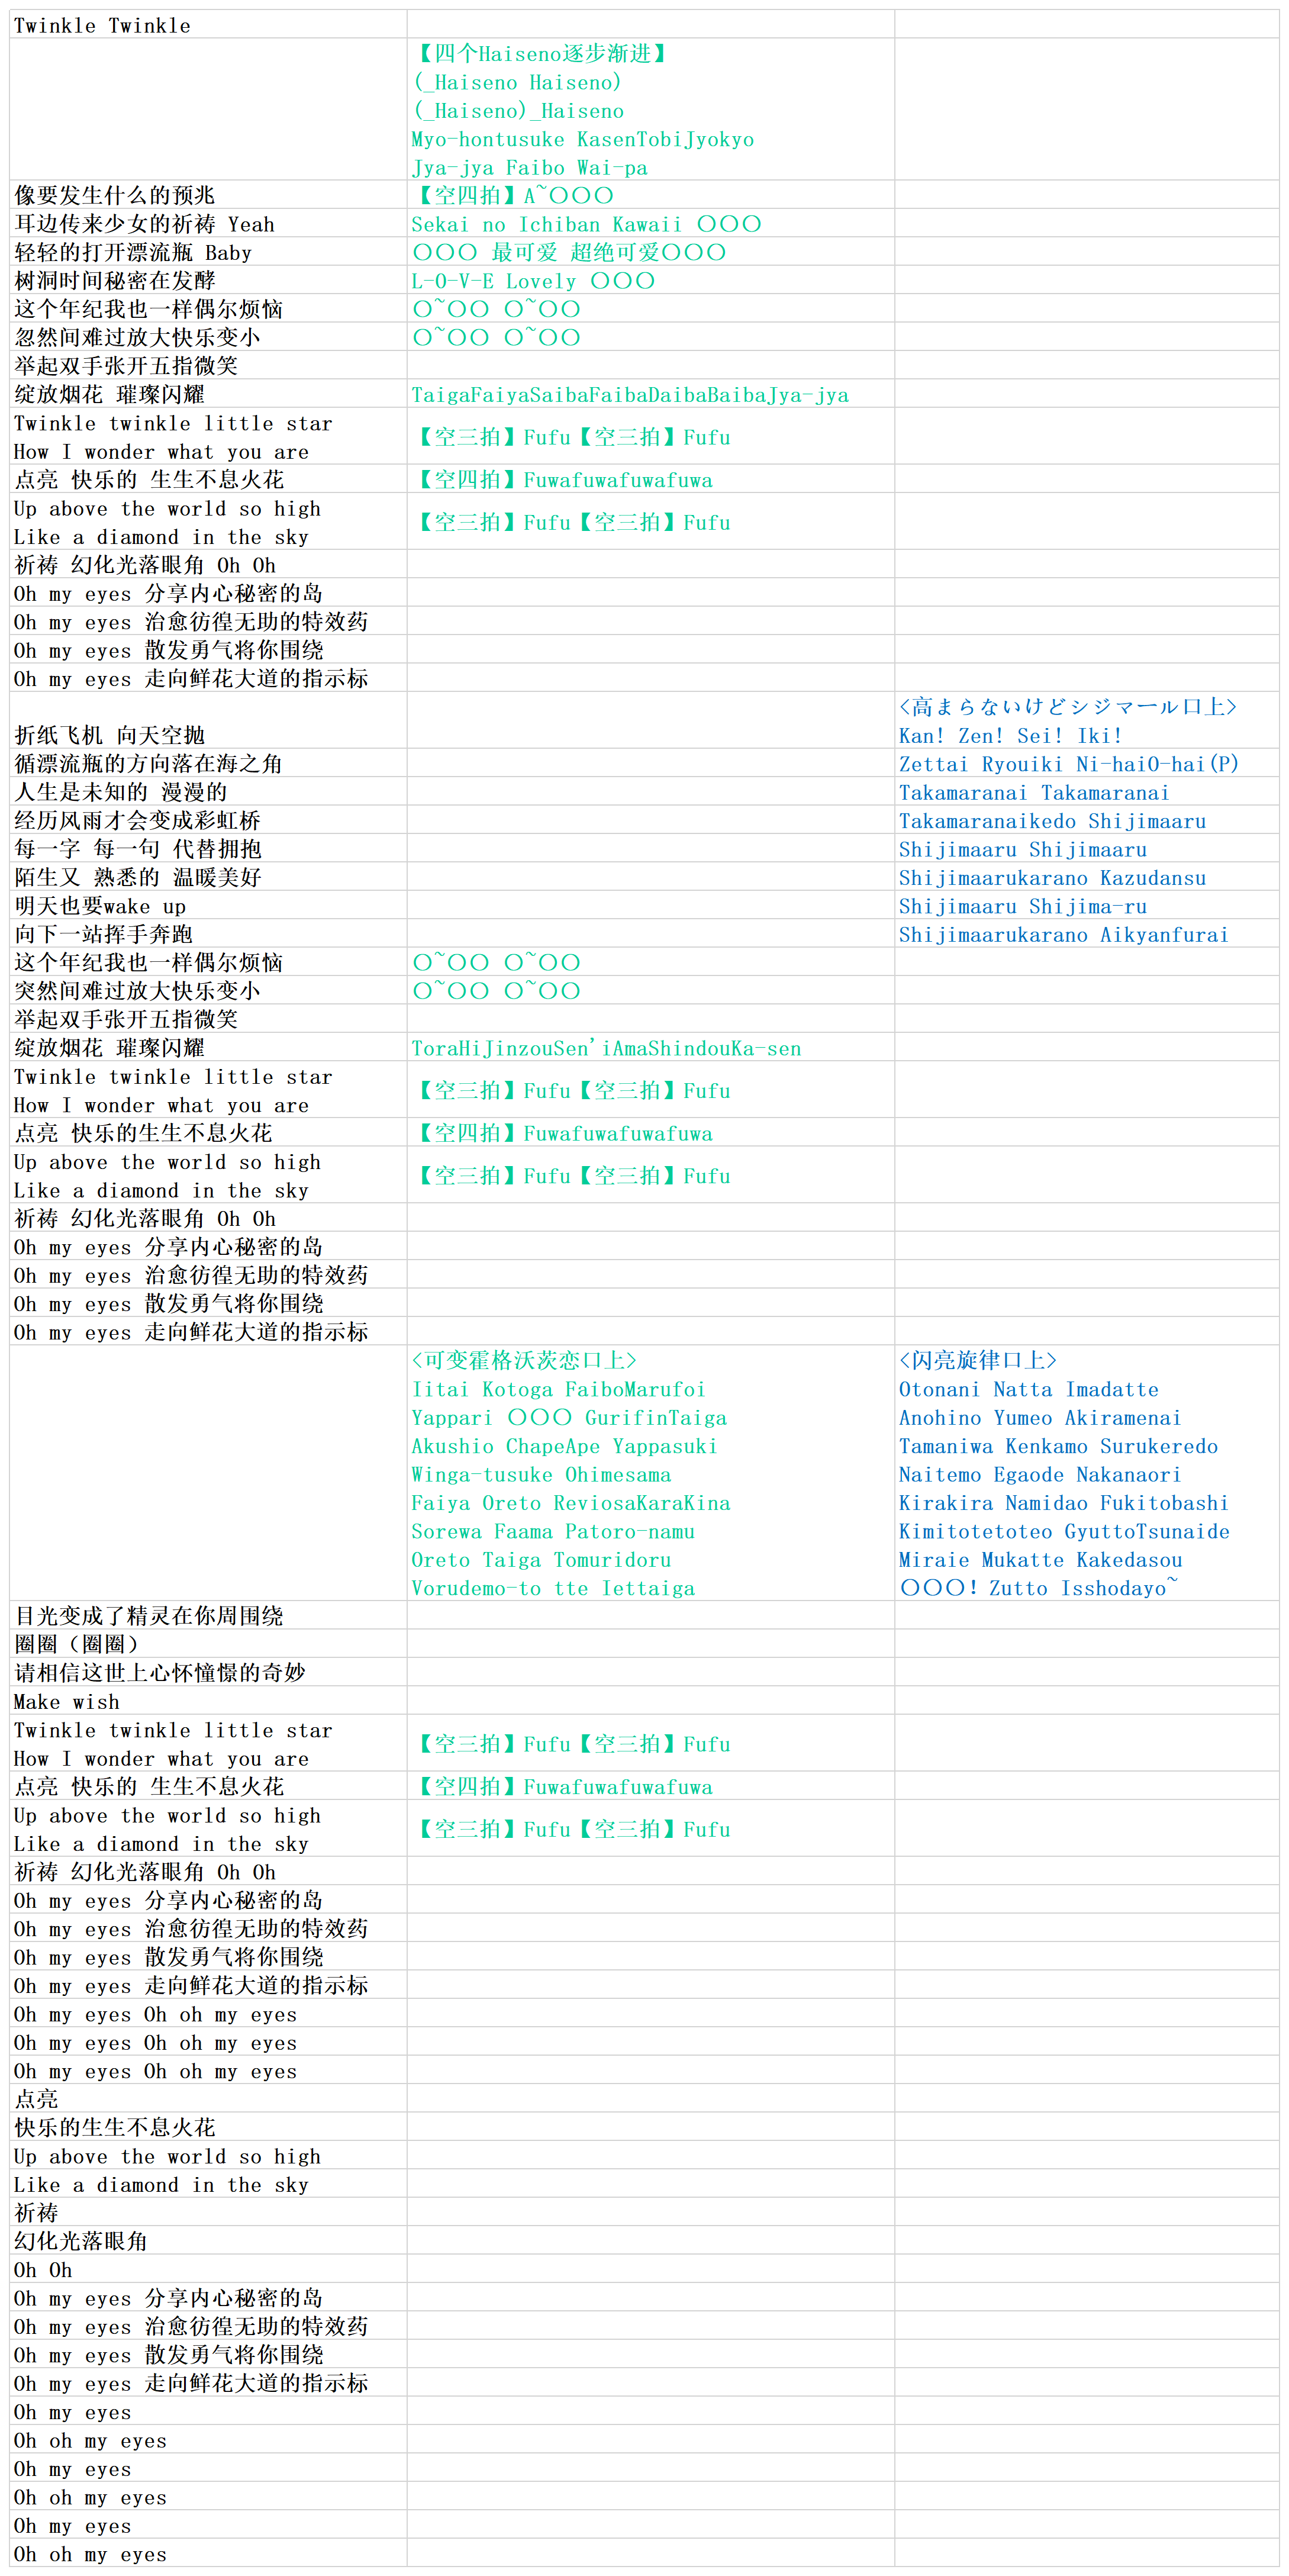 Twinkle Twinkle
【四个Haiseno逐步渐进】
(_Haiseno Haiseno)
(_Haiseno)_Haiseno
Myo-hontusuke KasenTobiJyokyo
Jya-jya Faibo Wai-pa
像要发生什么的预兆
【空四拍】A~〇〇〇
耳边传来少女的祈祷 Yeah
Sekai no Ichiban Kawaii 〇〇〇
轻轻的打开漂流瓶 Baby
〇〇〇 最可爱 超绝可爱〇〇〇
树洞时间秘密在发酵
L-O-V-E Lovely 〇〇〇
这个年纪我也一样偶尔烦恼
〇~〇〇 〇~〇〇
忽然间难过放大快乐变小
〇~〇〇 〇~〇〇
举起双手张开五指微笑
绽放烟花 璀璨闪耀
TaigaFaiyaSaibaFaibaDaibaBaibaJya-jya
Twinkle twinkle little star
How I wonder what you are
【空三拍】Fufu【空三拍】Fufu
点亮 快乐的 生生不息火花
【空四拍】Fuwafuwafuwafuwa
Up above the world so high
Like a diamond in the sky
【空三拍】Fufu【空三拍】Fufu
祈祷 幻化光落眼角 Oh Oh
Oh my eyes 分享内心秘密的岛
Oh my eyes 治愈彷徨无助的特效药
Oh my eyes 散发勇气将你围绕
Oh my eyes 走向鲜花大道的指示标
<高まらないけどシジマール口上>
折纸飞机 向天空抛
Kan! Zen! Sei! Iki!
循漂流瓶的方向落在海之角
Zettai Ryouiki Ni-haiO-hai(P)
人生是未知的 漫漫的
Takamaranai Takamaranai
经历风雨才会变成彩虹桥
Takamaranaikedo Shijimaaru
每一字 每一句 代替拥抱
Shijimaaru Shijimaaru
陌生又 熟悉的 温暖美好
Shijimaarukarano Kazudansu
明天也要wake up
Shijimaaru Shijima-ru
向下一站挥手奔跑
Shijimaarukarano Aikyanfurai
这个年纪我也一样偶尔烦恼
〇~〇〇 〇~〇〇
突然间难过放大快乐变小
〇~〇〇 〇~〇〇
举起双手张开五指微笑
绽放烟花 璀璨闪耀
ToraHiJinzouSen'iAmaShindouKa-sen
Twinkle twinkle little star
How I wonder what you are
【空三拍】Fufu【空三拍】Fufu
点亮 快乐的生生不息火花
【空四拍】Fuwafuwafuwafuwa
Up above the world so high
Like a diamond in the sky
【空三拍】Fufu【空三拍】Fufu
祈祷 幻化光落眼角 Oh Oh
Oh my eyes 分享内心秘密的岛
Oh my eyes 治愈彷徨无助的特效药
Oh my eyes 散发勇气将你围绕
Oh my eyes 走向鲜花大道的指示标
<可变霍格沃茨恋口上>
Iitai Kotoga FaiboMarufoi
Yappari 〇〇〇 GurifinTaiga
Akushio ChapeApe Yappasuki
Winga-tusuke Ohimesama
Faiya Oreto ReviosaKaraKina
Sorewa Faama Patoro-namu
Oreto Taiga Tomuridoru
Vorudemo-to tte Iettaiga
<闪亮旋律口上>
Otonani Natta Imadatte
Anohino Yumeo Akiramenai
Tamaniwa Kenkamo Surukeredo
Naitemo Egaode Nakanaori
Kirakira Namidao Fukitobashi
Kimitotetoteo GyuttoTsunaide
Miraie Mukatte Kakedasou
〇〇〇! Zutto Isshodayo~
目光变成了精灵在你周围绕
圈圈（圈圈）
请相信这世上心怀憧憬的奇妙
Make wish
Twinkle twinkle little star
How I wonder what you are
【空三拍】Fufu【空三拍】Fufu
点亮 快乐的 生生不息火花
【空四拍】Fuwafuwafuwafuwa
Up above the world so high
Like a diamond in the sky
【空三拍】Fufu【空三拍】Fufu
祈祷 幻化光落眼角 Oh Oh
Oh my eyes 分享内心秘密的岛
Oh my eyes 治愈彷徨无助的特效药
Oh my eyes 散发勇气将你围绕
Oh my eyes 走向鲜花大道的指示标
Oh my eyes Oh oh my eyes
Oh my eyes Oh oh my eyes
Oh my eyes Oh oh my eyes
点亮
快乐的生生不息火花
Up above the world so high
Like a diamond in the sky
祈祷
幻化光落眼角
Oh Oh
Oh my eyes 分享内心秘密的岛
Oh my eyes 治愈彷徨无助的特效药
Oh my eyes 散发勇气将你围绕
Oh my eyes 走向鲜花大道的指示标
Oh my eyes
Oh oh my eyes
Oh my eyes
Oh oh my eyes
Oh my eyes
Oh oh my eyes